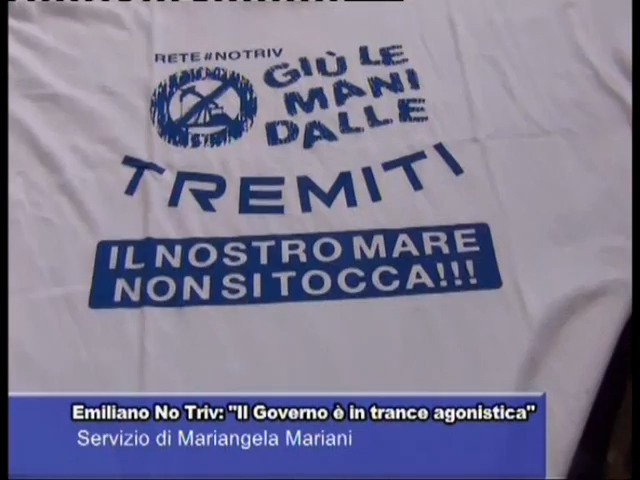 RETE#NOTRIV
GIÙ LE
MANI
DALLE
TREMITI
IL NOSTRO MARE
NON SI TOCCA!!!
Emiliano No Triv: "Il Governo è in trance agonistica"
Servizio di Mariangela Mariani